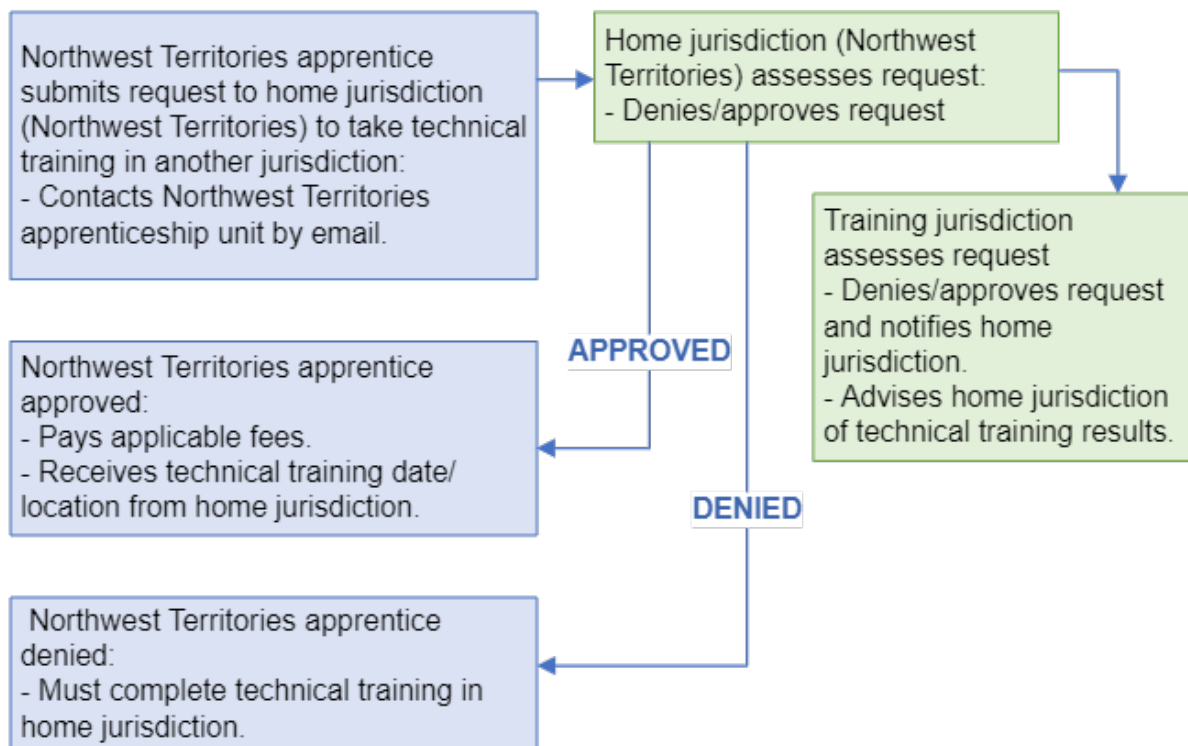 Northwest Territories apprentice
submits request to home jurisdiction
(Northwest Territories) to take technical
training in another jurisdiction:
- Contacts Northwest Territories
apprenticeship unit by email.
Home jurisdiction (Northwest
Territories) assesses request:
- Denies/approves request
Training jurisdiction
assesses request
- Denies/approves request
and notifies home
jurisdiction.
- Advises home jurisdiction
of technical training results.
APPROVED
Northwest Territories apprentice
approved:
- Pays applicable fees.
- Receives technical training date/
location from home jurisdiction.
DENIED
Northwest Territories apprentice
denied:
- Must complete technical training in
home jurisdiction.